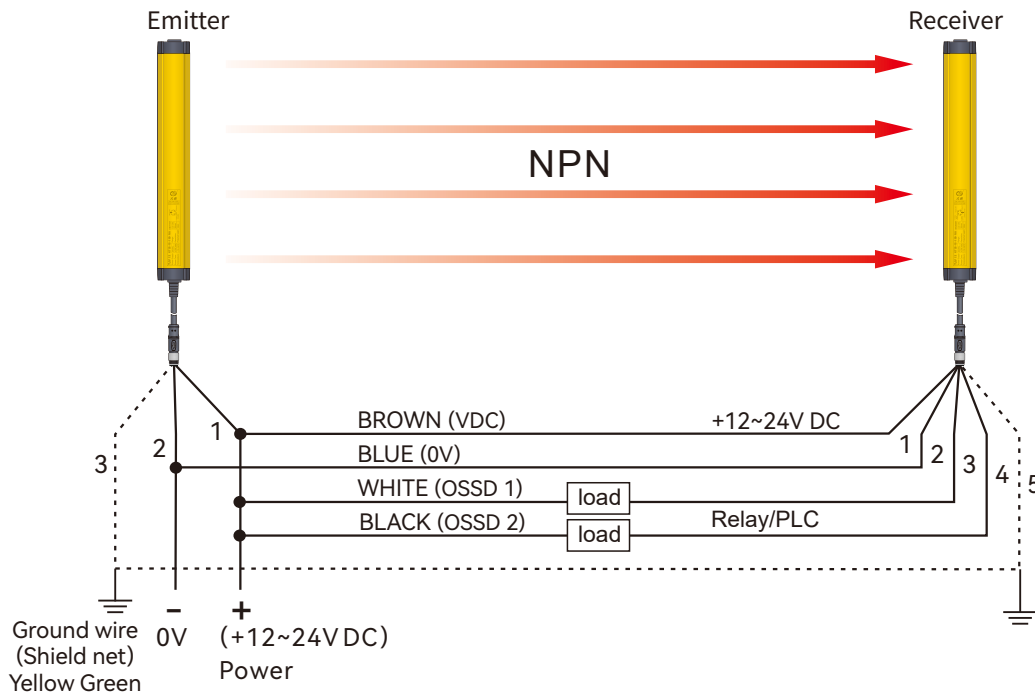 Emitter
Receiver
NPN
1
BROWN (VDC)
+12~24V DC
1
2
BLUE (0V)
2
3
WHITE (OSSD 1)
load
3
BLACK (OSSD 2)
load
Relay/PLC
4
5
-
+
Ground wire
(Shield net)
Yellow Green
0V
(+12~24V DC)
Power